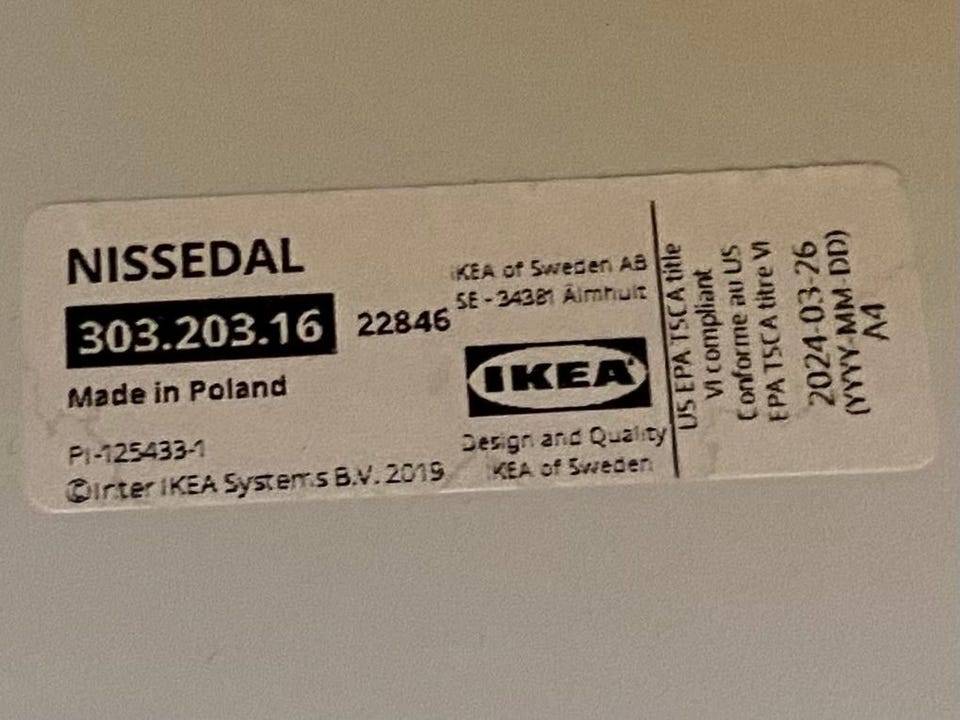 NISSEDAL
303.203.16 22846
Made in Poland
PI-125433-1
©Inter IKEA Systems B.V. 2019
IKEA of Sweden AB
SE - 34381 Älmhult
IKEA
Design and Quality
IKEA of Sweden
US EPA TSCA title
VI compliant
Conforme au US
EPA TSCA titre VI
2024-03-26
(YYYY-MM-DD)
A4